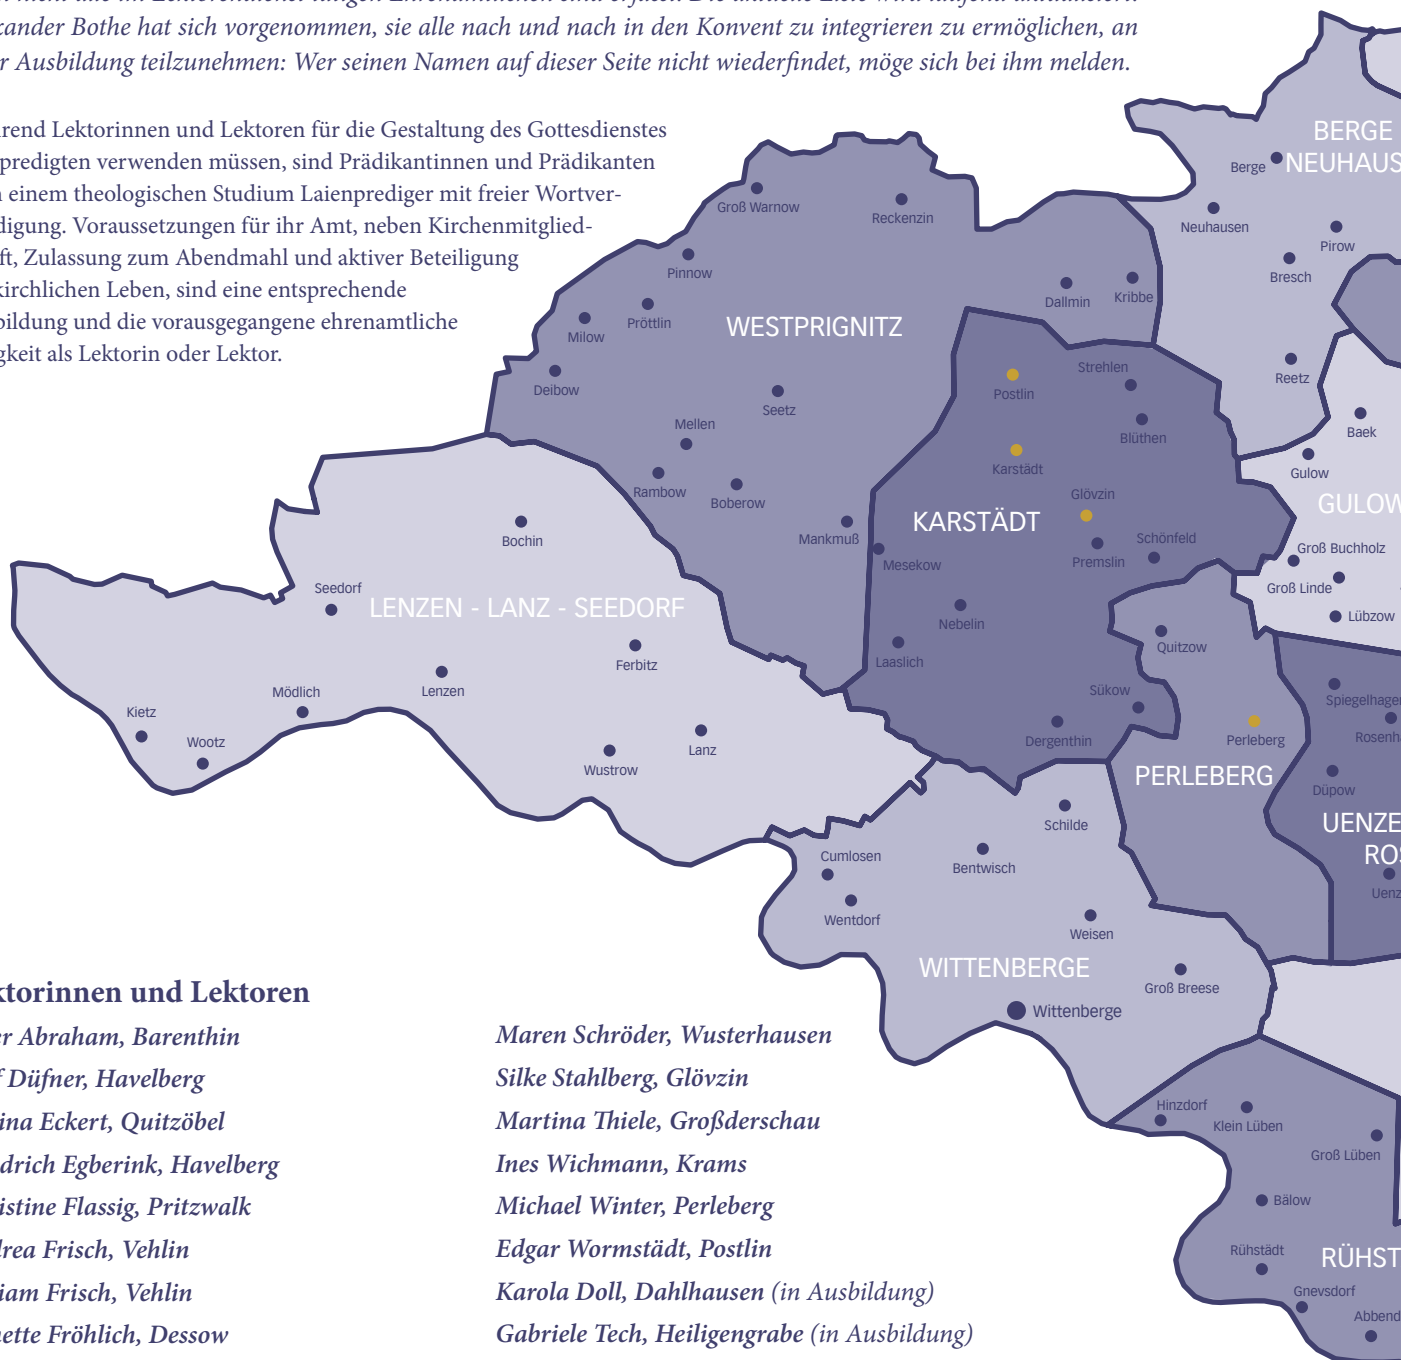 kander Bothe hat sich vorgenommen, sie alle nach und nach in den Konvent zu integrieren zu ermöglichen, an
r Ausbildung teilzunehmen: Wer seinen Namen auf dieser Seite nicht wiederfindet, möge sich bei ihm melden.
rend Lektorinnen und Lektoren für die Gestaltung des Gottesdienstes
predigten verwenden müssen, sind Prädikantinnen und Prädikanten
einem theologischen Studium Laienprediger mit freier Wortver-
digung. Voraussetzungen für ihr Amt, neben Kirchenmitglied-
ft, Zulassung zum Abendmahl und aktiver Beteiligung
kirchlichen Leben, sind eine entsprechende
bildung und die vorausgegangene ehrenamtliche
gkeit als Lektorin oder Lektor.
BERGE
NEUHAUS
Berge
Neuhausen
Pirow
Bresch
Reetz
Groß Warnow
Reckenzin
Pinnow
Pröttlin
Milow
Deibow
WESTPRIGNITZ
Dallmin
Kribbe
Seetz
Mellen
Rambow
Boberow
Mankmuß
Strehlen
Postlin
Blüthen
Karstädt
Glövzin
KARSTÄDT
Premslin
Schönfeld
Mesekow
Nebelin
Laaslich
Sükow
Dergenthin
Baek
Gulow
GULOW
Groß Buchholz
Groß Linde
Lübzow
Bochin
Seedorf
LENZEN - LANZ - SEEDORF
Ferbitz
Lenzen
Mödlich
Kietz
Wootz
Lanz
Wustrow
Quitzow
Perleberg
PERLEBERG
Spiegelhagen
Rosenh
Düpow
UENZE
ROS
Uenz
Schilde
Cumlosen
Bentwisch
Wentdorf
Weisen
WITTENBERGE
Groß Breese
Wittenberge
Hinzdorf
Klein Lüben
Groß Lüben
Bälow
Rühstädt
RÜHST
Gnevsdorf
Abbend
ktorinnen und Lektoren
er Abraham, Barenthin
f Düfner, Havelberg
ina Eckert, Quitzöbel
drich Egberink, Havelberg
istine Flassig, Pritzwalk
drea Frisch, Vehlin
iam Frisch, Vehlin
nette Fröhlich, Dessow
Maren Schröder, Wusterhausen
Silke Stahlberg, Glövzin
Martina Thiele, Großderschau
Ines Wichmann, Krams
Michael Winter, Perleberg
Edgar Wormstädt, Postlin
Karola Doll, Dahlhausen (in Ausbildung)
Gabriele Tech, Heiligengrabe (in Ausbildung)